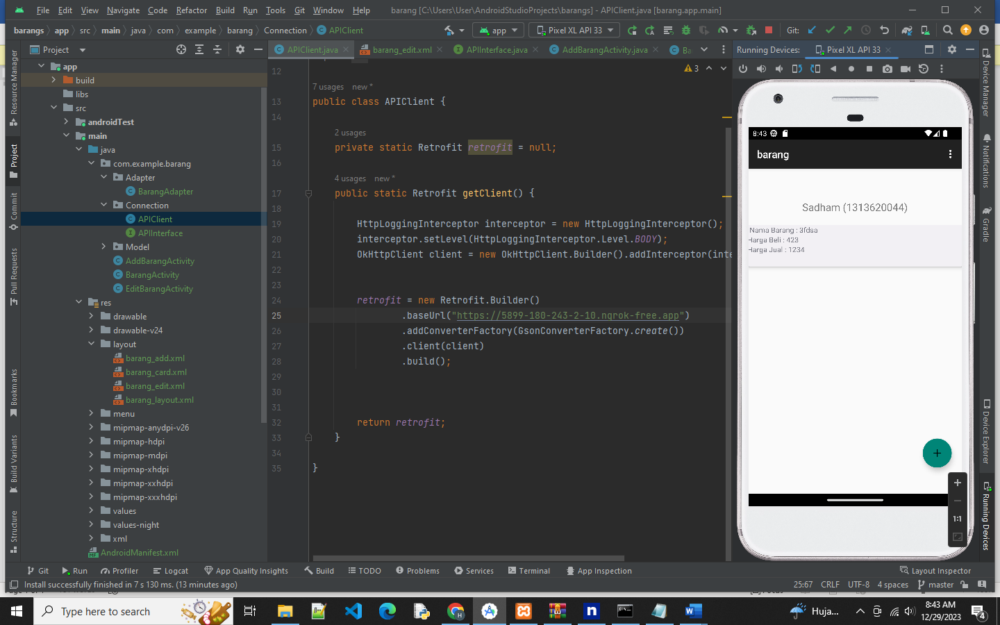 File Edit View Navigate Code Refactor Build Run Tools Git Window Help barang [C:\Users\User\AndroidStudioProjects\barangs] - APIClient.java [barang.app.main]
barangs app src main java com example barang Connection APIClient app Pixel XL API 33 Git:
Project APIClient.java barang_edit.xml APIInterface.java AddBarangActivity.java Ba Running Devices: Pixel XL API 33
Resource Manager
Project
Commit
Pull Requests
Bookmarks
Build Variants
Structure
app
build
libs
src
androidTest
main
java
com.example.barang
Adapter
BarangAdapter
Connection
APIClient
APIInterface
Model
AddBarangActivity
BarangActivity
EditBarangActivity
res
drawable
drawable-v24
layout
barang_add.xml
barang_card.xml
barang_edit.xml
barang_layout.xml
menu
mipmap-anydpi-v26
mipmap-hdpi
mipmap-mdpi
mipmap-xhdpi
mipmap-xxhdpi
mipmap-xxxhdpi
values
values-night
xml
AndroidManifest.xml
3
12
7 usages new *
13 public class APIClient {
14
2 usages
15 private static Retrofit retrofit = null;
16
4 usages new *
17 public static Retrofit getClient() {
18
19 HttpLoggingInterceptor interceptor = new HttpLoggingInterceptor();
20 interceptor.setLevel(HttpLoggingInterceptor.Level.BODY);
21 OkHttpClient client = new OkHttpClient.Builder().addInterceptor(inte
22
23
24 retrofit = new Retrofit.Builder()
25 .baseUrl("https://5899-180-243-2-10.ngrok-free.app")
26 .addConverterFactory(GsonConverterFactory.create())
27 .client(client)
28 .build();
29
30
31
32 return retrofit;
33 }
34
35 }
8:43
barang
Sadham (1313620044)
Nama Barang : 3fdsa
Harga Beli : 423
Harga Jual : 1234
+
+
1:1
Device Manager
Notifications
Gradle
Device Explorer
Running Devices
Git Run Profiler Logcat App Quality Insights Build TODO Problems Services Terminal App Inspection Layout Inspector
Install successfully finished in 7 s 130 ms. (13 minutes ago) 25:67 CRLF UTF-8 4 spaces master
Type here to search Huja... 8:43 AM
12/29/2023 4